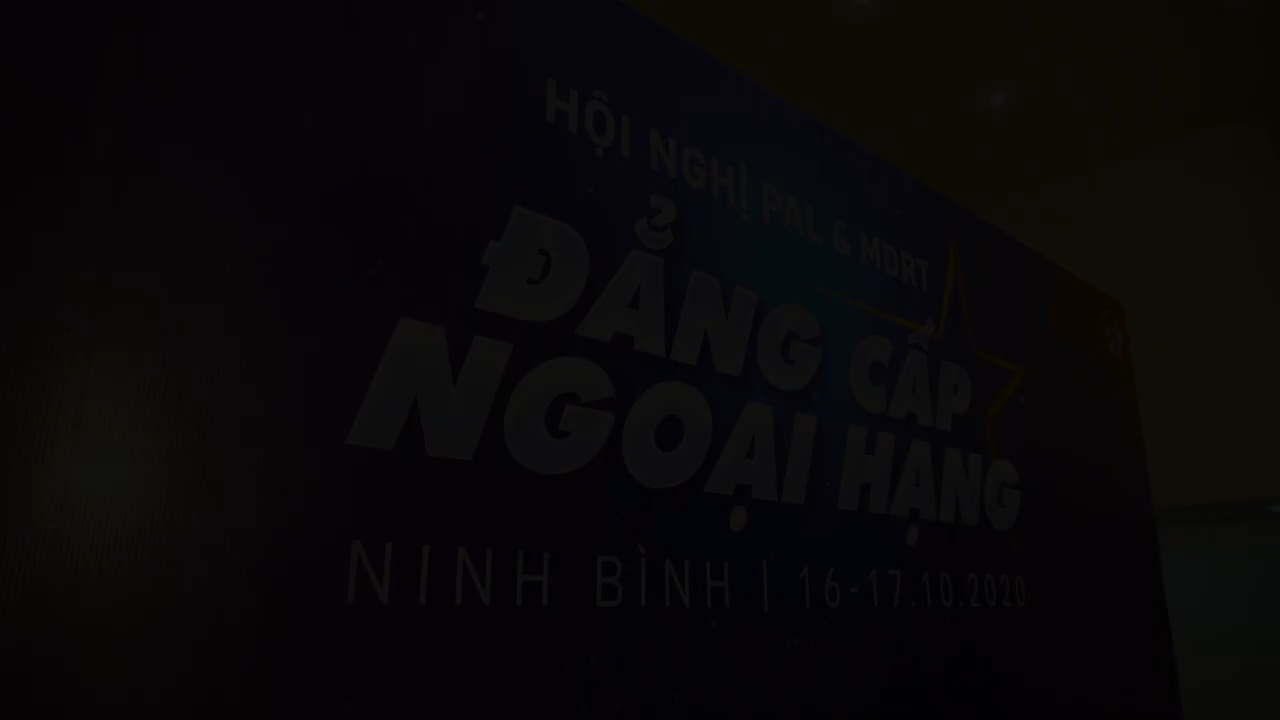 HỘI NGHỊ PAL & MDRT
ĐẲNG CẤP
NGOẠI HẠNG
NINH BÌNH | 16-17.10.2020